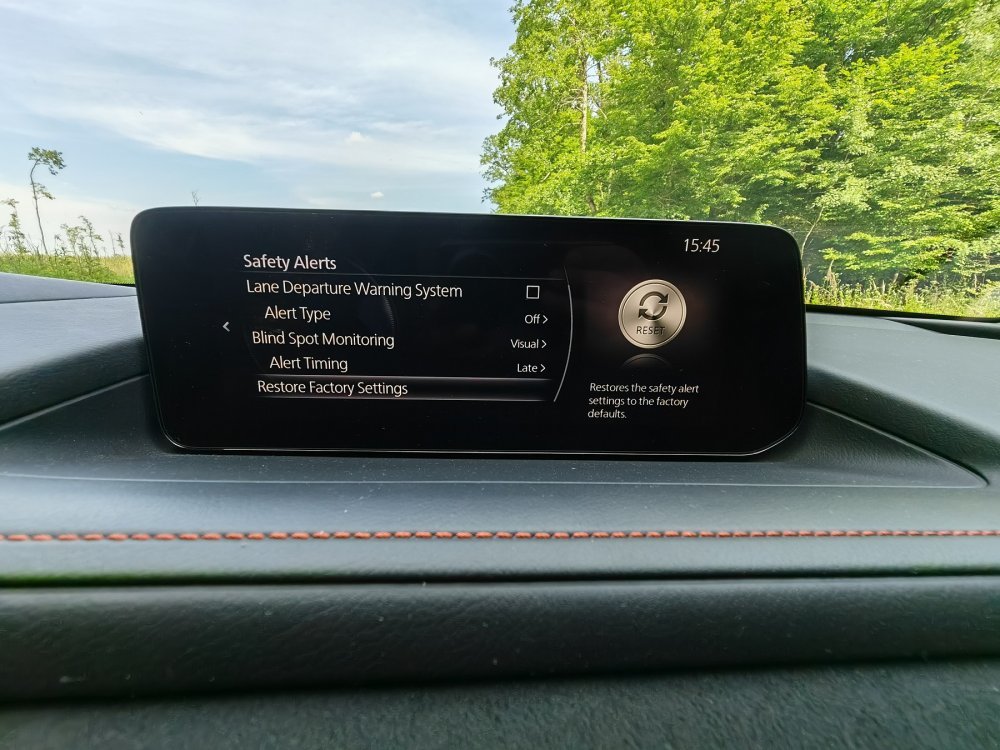 15:45
Safety Alerts
Lane Departure Warning System
Alert Type Off >
Blind Spot Monitoring Visual >
Alert Timing Late >
Restore Factory Settings
RESET
Restores the safety alert
settings to the factory
defaults.